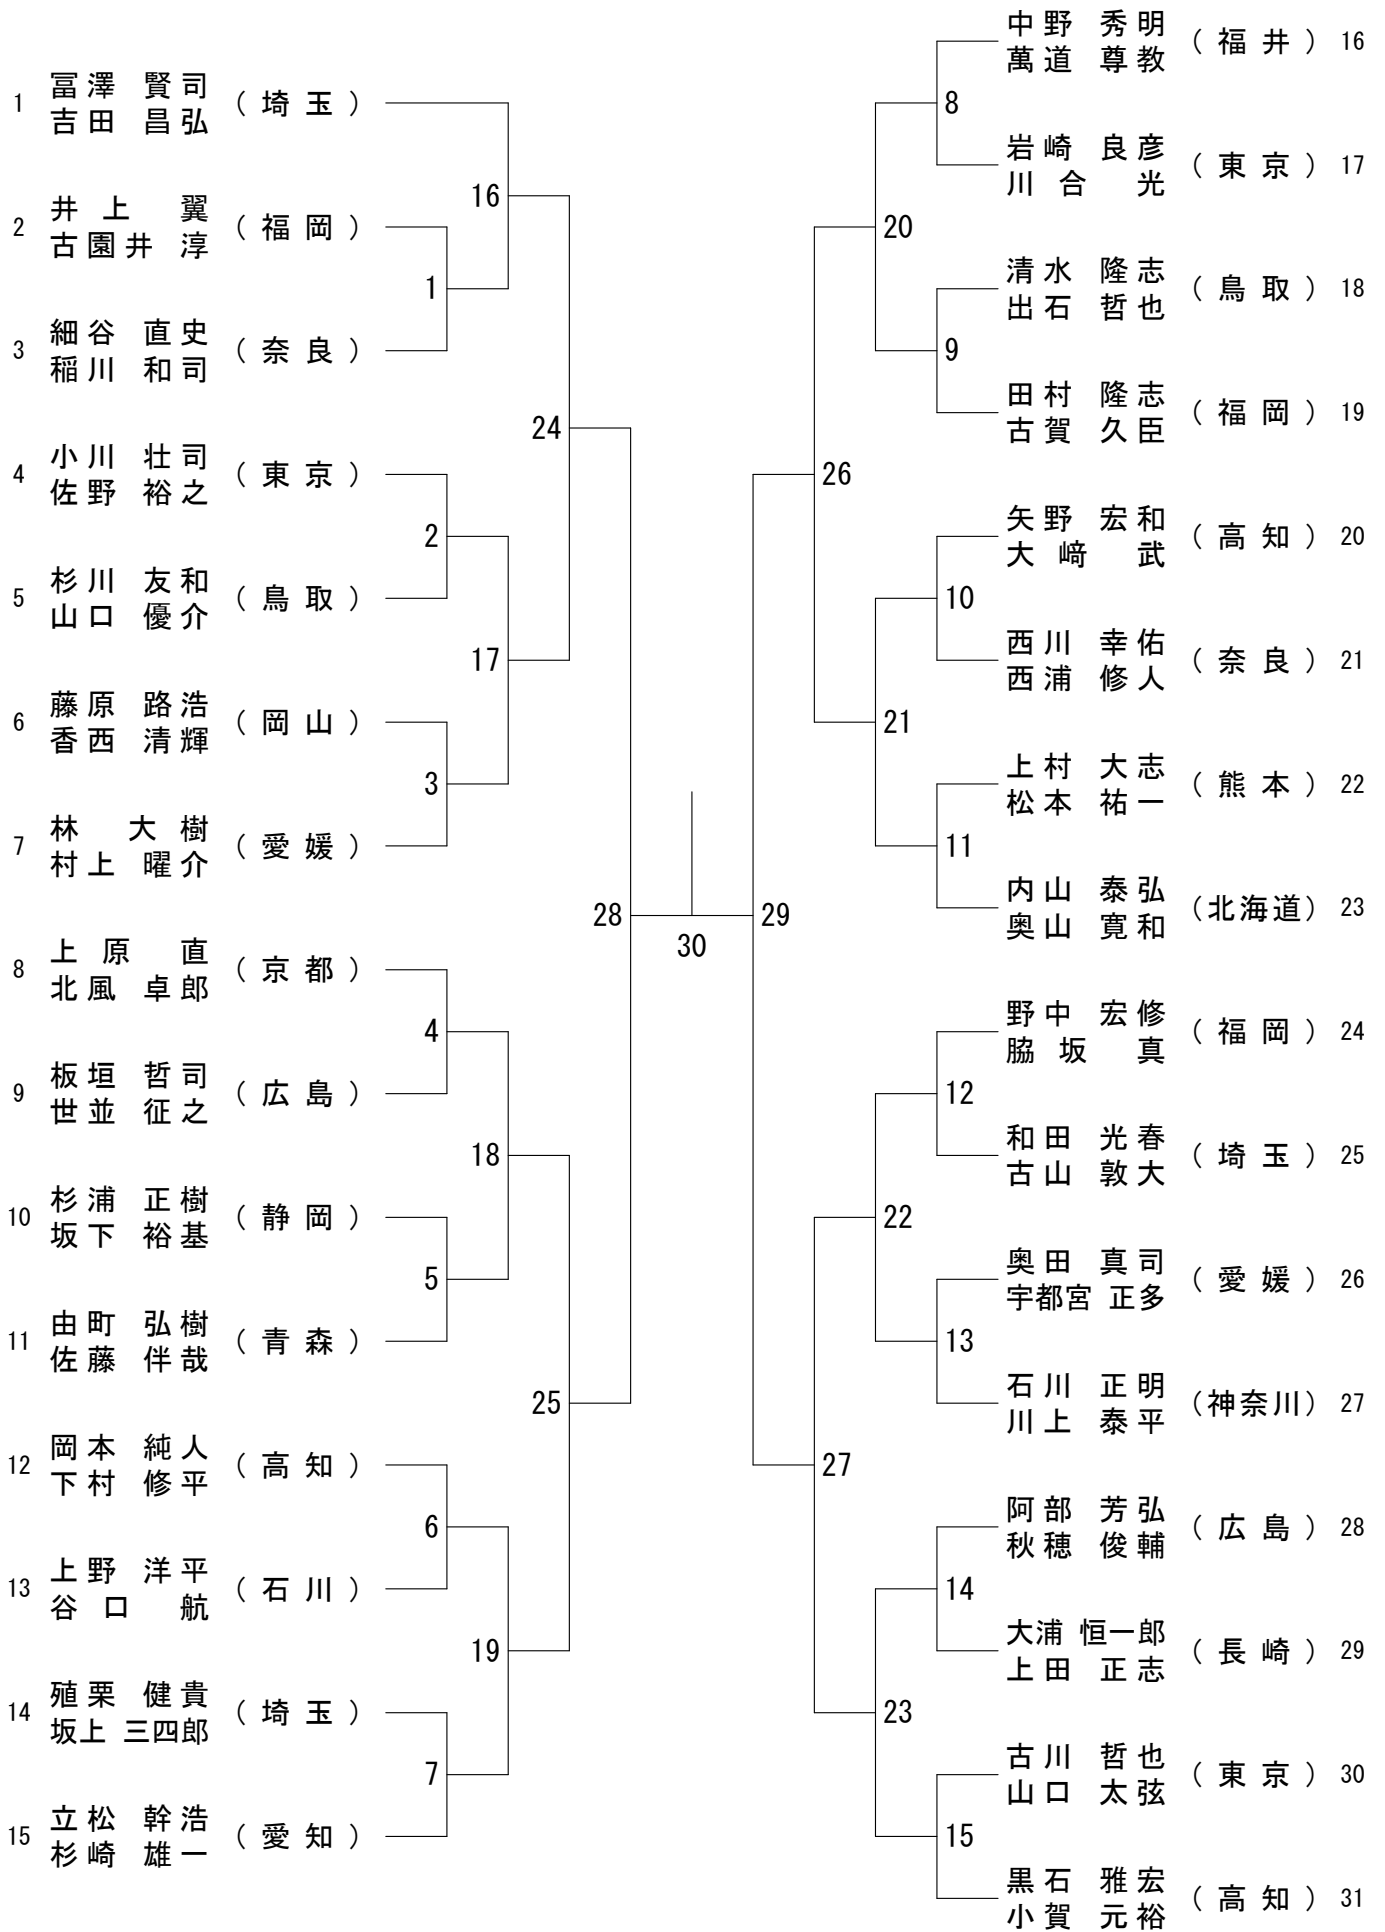 1 冨澤 賢司 (埼玉)
吉田 昌弘
2 井上 翼 (福岡)
古園井 淳
3 細谷 直史 (奈良)
稲川 和司
4 小川 壮司 (東京)
佐野 裕之
5 杉川 友和 (鳥取)
山口 優介
6 藤原 路浩 (岡山)
香西 清輝
7 林 大樹 (愛媛)
村上 曜介
8 上原 直 (京都)
北風 卓郎
9 板垣 哲司 (広島)
世並 征之
10 杉浦 正樹 (静岡)
坂下 裕基
11 由町 弘樹 (青森)
佐藤 伴哉
12 岡本 純人 (高知)
下村 修平
13 上野 洋平 (石川)
谷口 航
14 殖栗 健貴 (埼玉)
坂上 三四郎
15 立松 幹浩 (愛知)
杉崎 雄一
1
2
3
4
5
6
7
16
17
18
19
24
25
28
30
29
26
27
20
21
22
23
8
9
10
11
12
13
14
15
中野 秀明 (福井) 16
萬道 尊教
岩崎 良彦 (東京) 17
川合 光
清水 隆志 (鳥取) 18
出石 哲也
田村 隆志 (福岡) 19
古賀 久臣
矢野 宏和 (高知) 20
大﨑 武
西川 幸佑 (奈良) 21
西浦 修人
上村 大志 (熊本) 22
松本 祐一
内山 泰弘 (北海道) 23
奥山 寛和
野中 宏修 (福岡) 24
脇坂 真
和田 光春 (埼玉) 25
古山 敦大
奥田 真司 (愛媛) 26
宇都宮 正多
石川 正明 (神奈川) 27
川上 泰平
阿部 芳弘 (広島) 28
秋穂 俊輔
大浦 恒一郎 (長崎) 29
上田 正志
古川 哲也 (東京) 30
山口 太弦
黒石 雅宏 (高知) 31
小賀 元裕